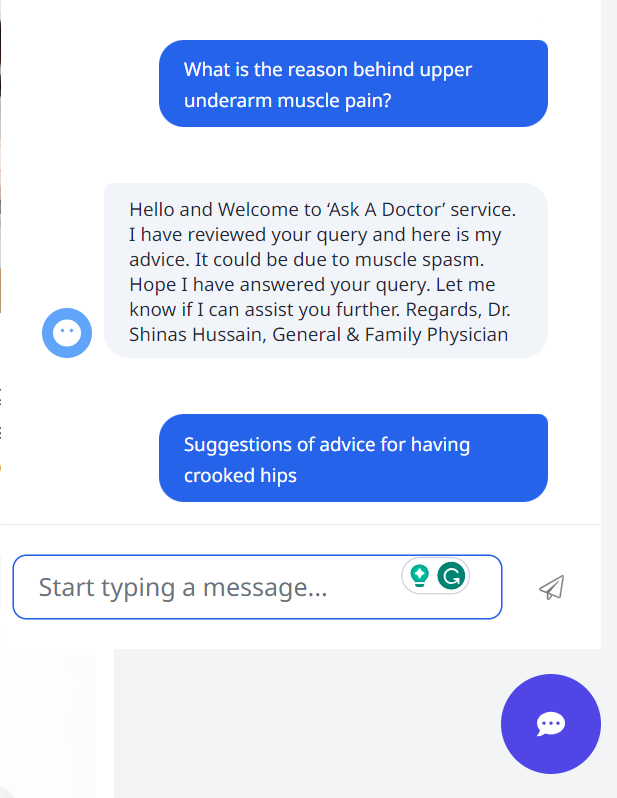 What is the reason behind upper
underarm muscle pain?
Hello and Welcome to ‘Ask A Doctor’ service.
I have reviewed your query and here is my
advice. It could be due to muscle spasm.
Hope I have answered your query. Let me
know if I can assist you further. Regards, Dr.
Shinas Hussain, General & Family Physician
Suggestions of advice for having
crooked hips
Start typing a message...